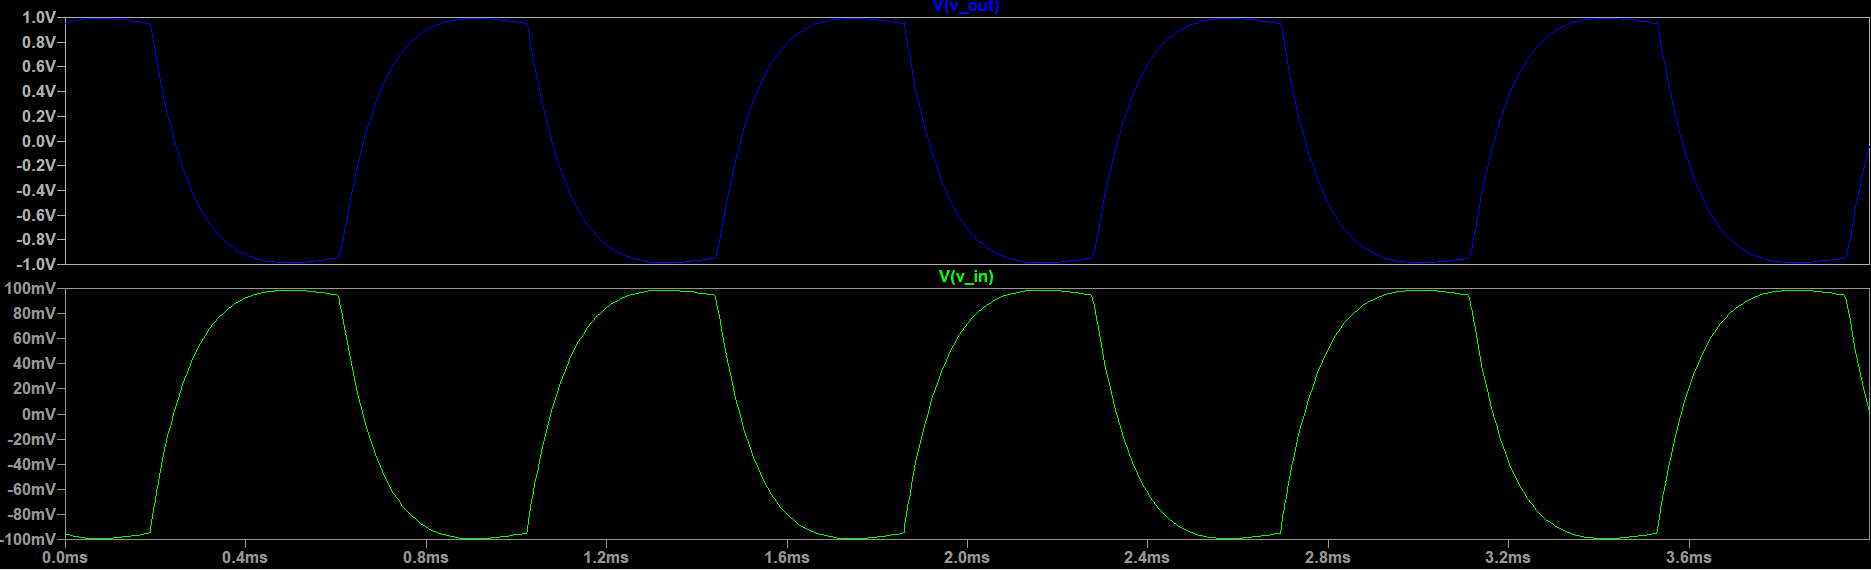 V(v_out)
1.0V
0.8V
0.6V
0.4V
0.2V
0.0V
-0.2V
-0.4V
-0.6V
-0.8V
-1.0V
V(v_in)
100mV
80mV
60mV
40mV
20mV
0mV
-20mV
-40mV
-60mV
-80mV
-100mV
0.0ms 0.4ms 0.8ms 1.2ms 1.6ms 2.0ms 2.4ms 2.8ms 3.2ms 3.6ms